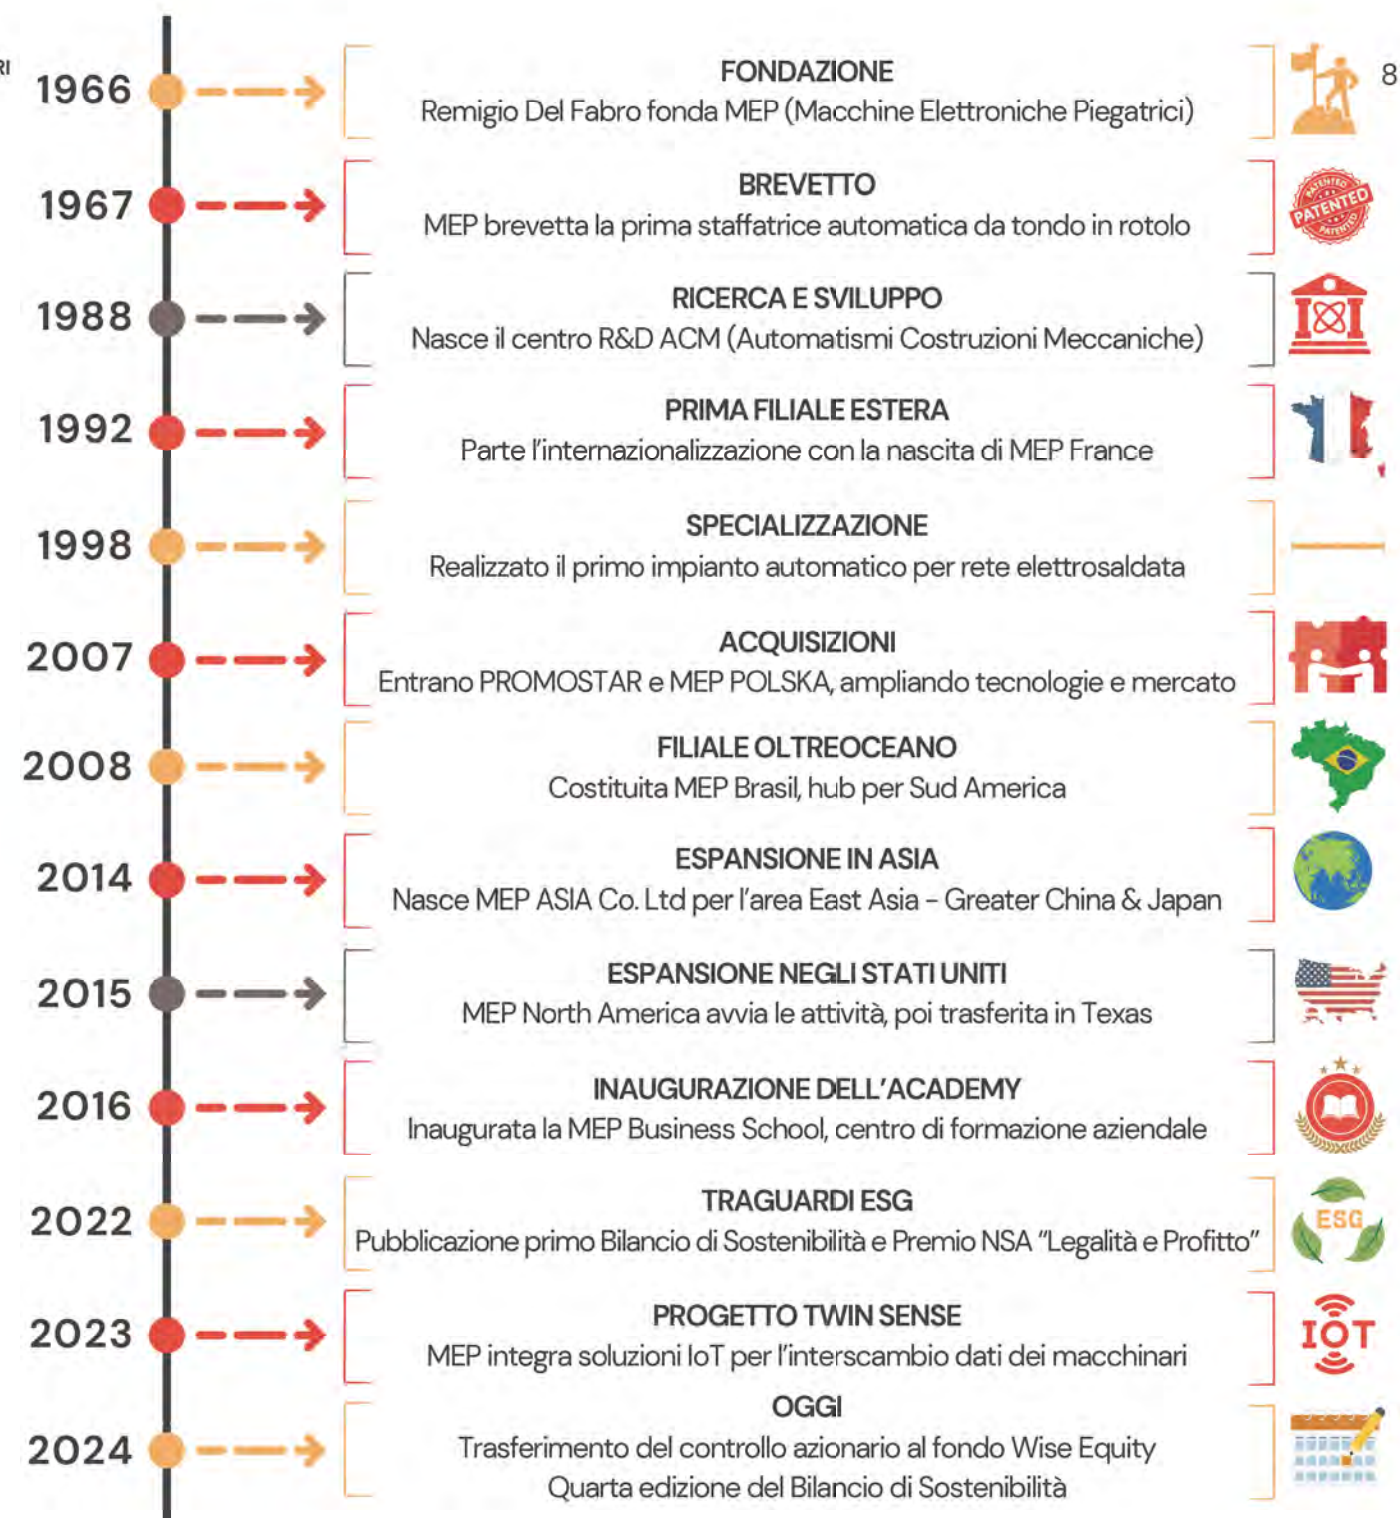 RI
8
1966
FONDAZIONE
Remigio Del Fabro fonda MEP (Macchine Elettroniche Piegatrici)
1967
BREVETTO
MEP brevetta la prima staffatrice automatica da tondo in rotolo
PATENTED
PATENTED
PATENTED
1988
RICERCA E SVILUPPO
Nasce il centro R&D ACM (Automatismi Costruzioni Meccaniche)
1992
PRIMA FILIALE ESTERA
Parte l'internazionalizzazione con la nascita di MEP France
1998
SPECIALIZZAZIONE
Realizzato il primo impianto automatico per rete elettrosaldata
2007
ACQUISIZIONI
Entrano PROMOSTAR e MEP POLSKA, ampliando tecnologie e mercato
2008
FILIALE OLTREOCEANO
Costituita MEP Brasil, hub per Sud America
2014
ESPANSIONE IN ASIA
Nasce MEP ASIA Co. Ltd per l'area East Asia – Greater China & Japan
2015
ESPANSIONE NEGLI STATI UNITI
MEP North America avvia le attività, poi trasferita in Texas
2016
INAUGURAZIONE DELL'ACADEMY
Inaugurata la MEP Business School, centro di formazione aziendale
2022
TRAGUARDI ESG
Pubblicazione primo Bilancio di Sostenibilità e Premio NSA "Legalità e Profitto"
ESG
2023
PROGETTO TWIN SENSE
MEP integra soluzioni IoT per l'interscambio dati dei macchinari
IOT
2024
OGGI
Trasferimento del controllo azionario al fondo Wise Equity
Quarta edizione del Bilancio di Sostenibilità